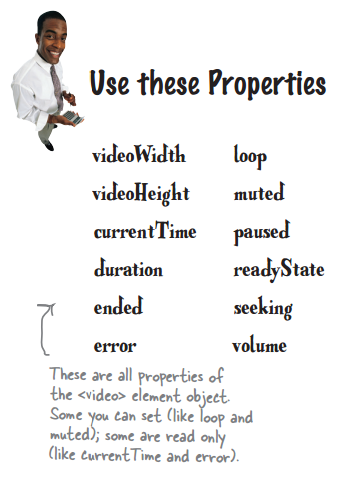 Use these Properties
videoWidth loop
videoHeight muted
currentTime paused
duration readyState
ended seeking
error volume
These are all properties of
the <video> element object.
Some you can set (like loop and
muted); some are read only
(like currentTime and error).